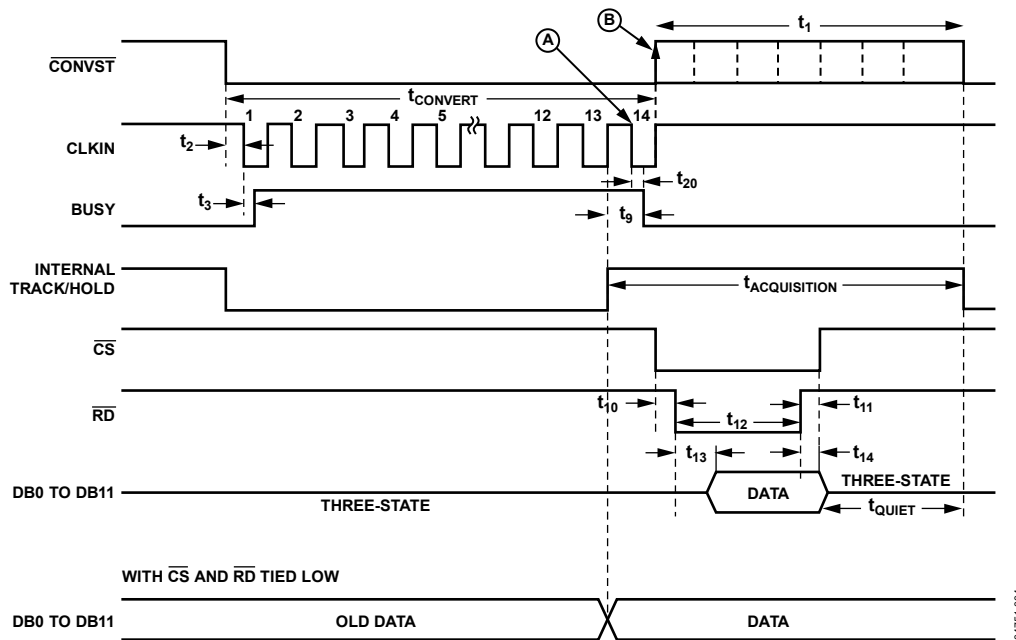 B
t1
A
CONVST
tCONVERT
1 2 3 4 5 12 13 14
CLKIN
t2
t20
t3
BUSY
t9
INTERNAL
TRACK/HOLD
tACQUISITION
CS
RD
t10
t12
t11
t13
t14
DB0 TO DB11
THREE-STATE
DATA
THREE-STATE
tQUIET
WITH CS AND RD TIED LOW
DB0 TO DB11
OLD DATA
DATA